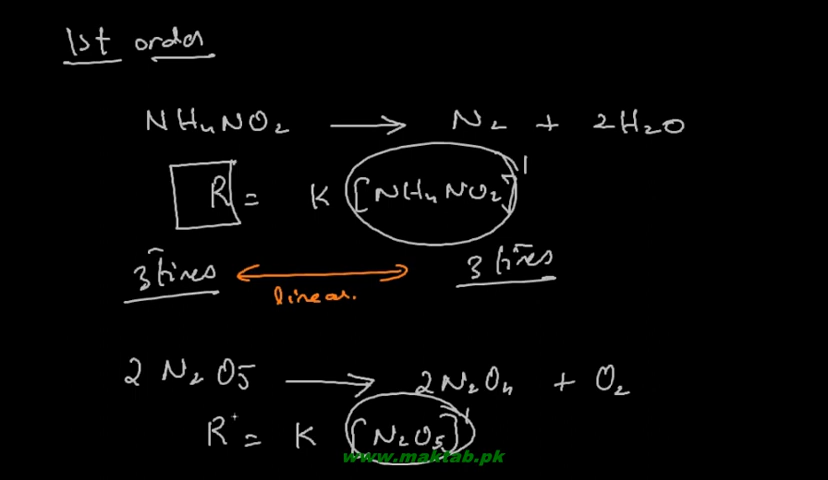 1st order
NH₄NO₂ → N₂ + 2H₂O
R = K [NH₄NO₂]¹
3 times ↔ 3 times
linear.
2 N₂O₅ → 2N₂O₄ + O₂
R = K [N₂O₅]¹
www.maktab.pk